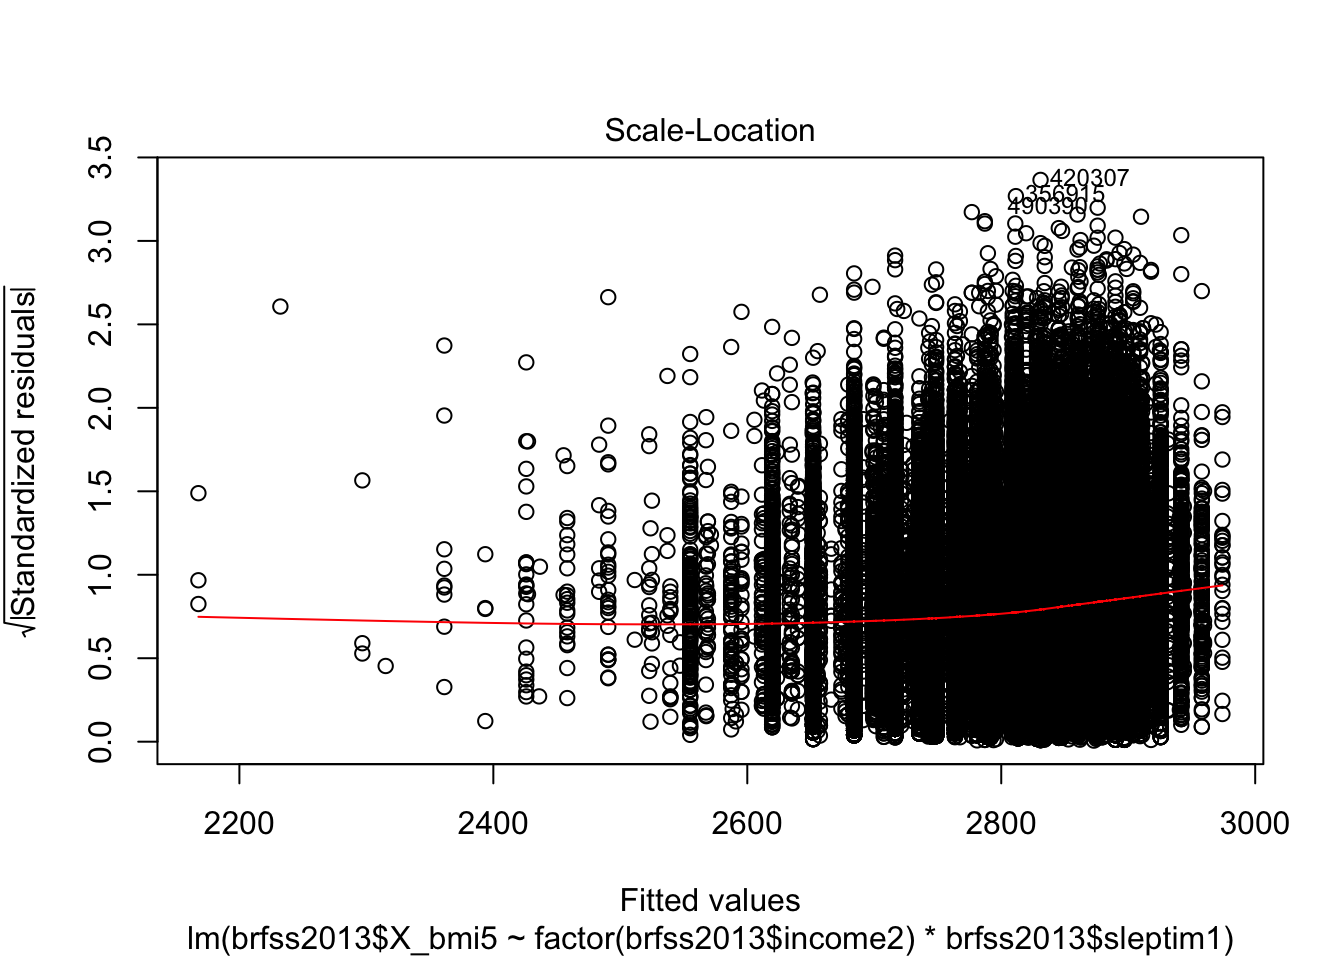 Scale-Location
√|Standardized residuals|
3.5
3.0
2.5
2.0
1.5
1.0
0.5
0.0
420307
356915
490390
2200 2400 2600 2800 3000
Fitted values
lm(brfss2013$X_bmi5 ~ factor(brfss2013$income2) * brfss2013$sleptim1)